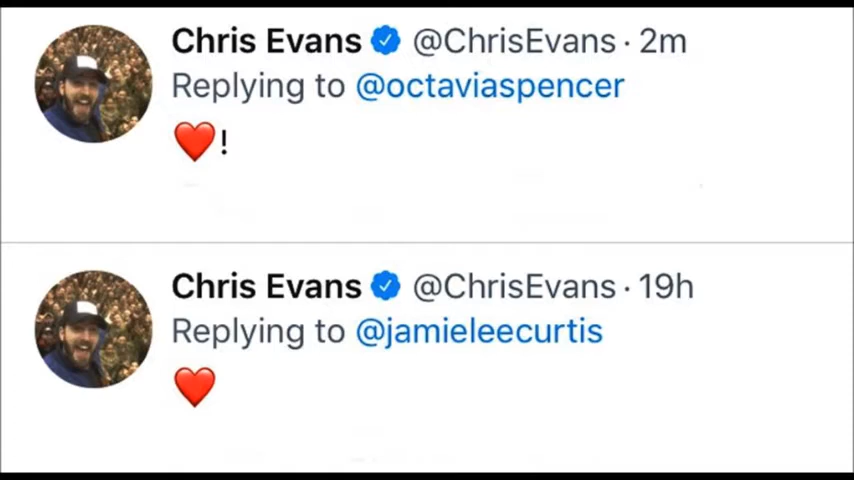 Chris Evans @ChrisEvans · 2m
Replying to @octaviaspencer
❤️!
Chris Evans @ChrisEvans · 19h
Replying to @jamieleecurtis
❤️